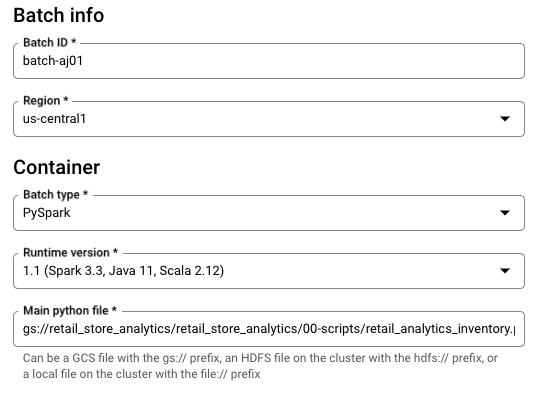 Batch info
Batch ID *
batch-aj01
Region *
us-central1
Container
Batch type *
PySpark
Runtime version *
1.1 (Spark 3.3, Java 11, Scala 2.12)
Main python file *
gs://retail_store_analytics/retail_store_analytics/00-scripts/retail_analytics_inventory.
Can be a GCS file with the gs:// prefix, an HDFS file on the cluster with the hdfs:// prefix, or
a local file on the cluster with the file:// prefix